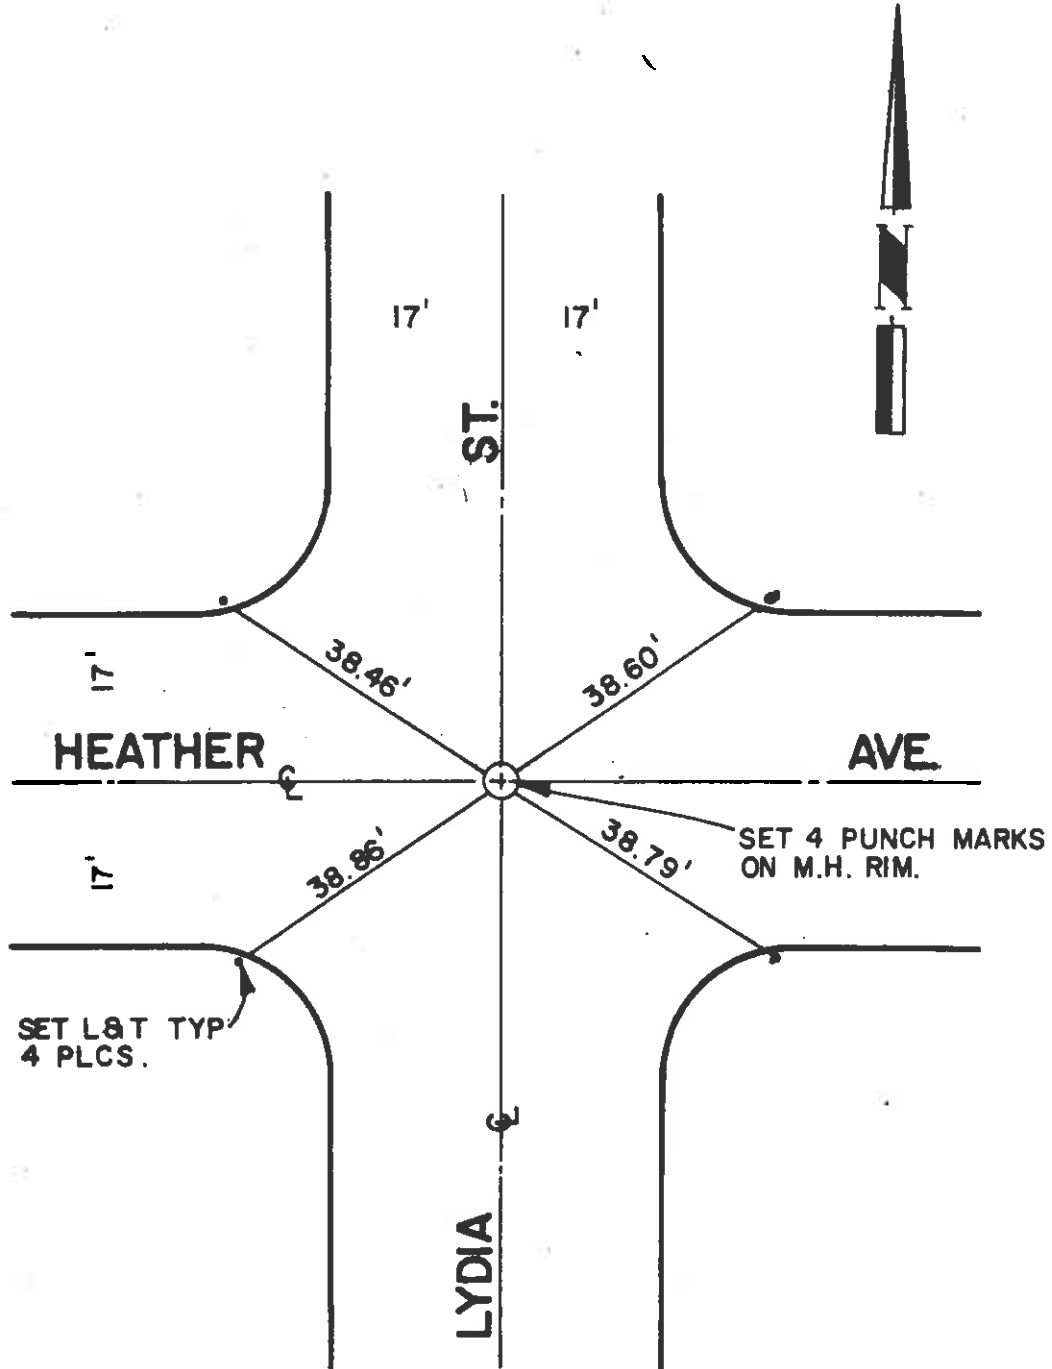 N
17'
17'
ST.
38.46'
38.60'
17'
HEATHER
AVE.
℄
SET 4 PUNCH MARKS
ON M.H. RIM.
38.86'
38.79'
17'
SET L&T TYP
4 PLCS.
℄
LYDIA